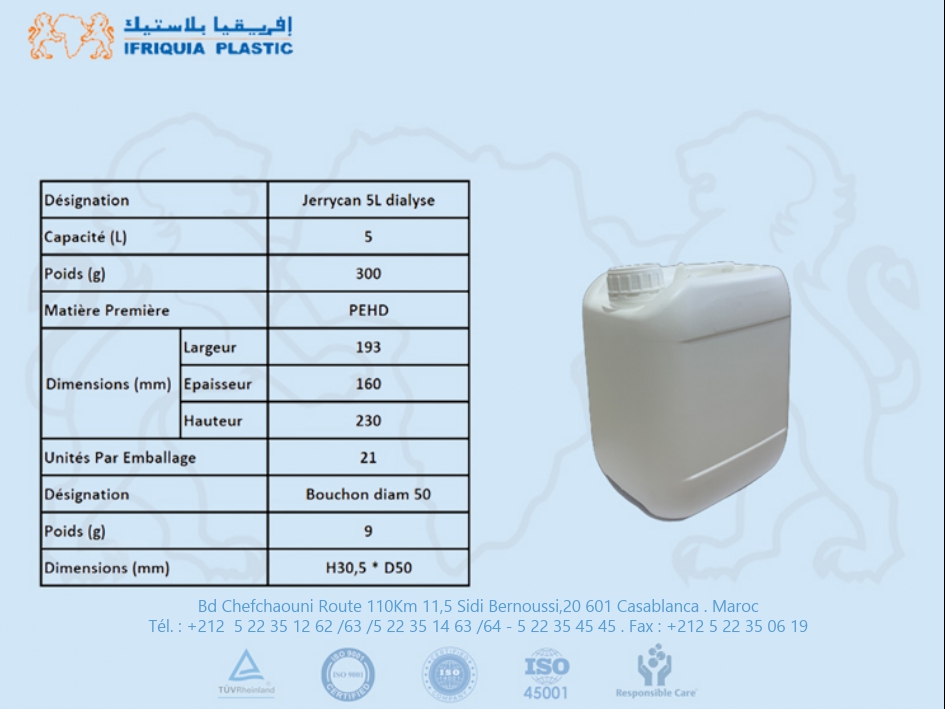 إفريقيا بلاستيك
IFRIQUIA PLASTIC
Désignation Jerrycan 5L dialyse
Capacité (L) 5
Poids (g) 300
Matière Première PEHD
Dimensions (mm) Largeur 193
Epaisseur 160
Hauteur 230
Unités Par Emballage 21
Désignation Bouchon diam 50
Poids (g) 9
Dimensions (mm) H30,5 * D50
Bd Chefchaouni Route 110Km 11,5 Sidi Bernoussi,20 601 Casablanca . Maroc
Tél. : +212 5 22 35 12 62 /63 /5 22 35 14 63 /64 - 5 22 35 45 45 . Fax : +212 5 22 35 06 19
TÜVRheinland
ISO 9001
CERTIFIED
ISO
ISO
45001
Responsible Care